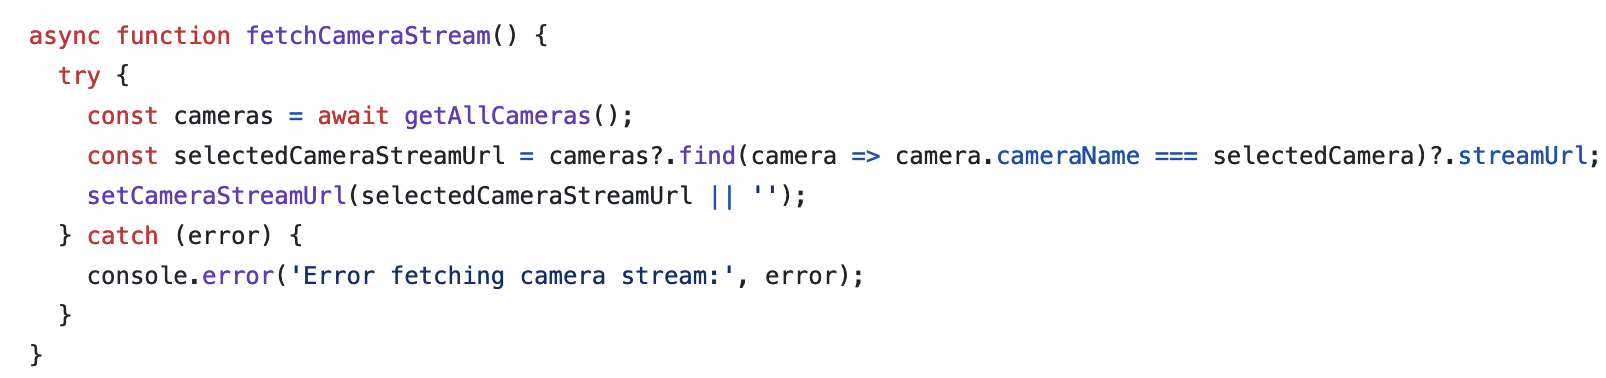 async function fetchCameraStream() {
  try {
    const cameras = await getAllCameras();
    const selectedCameraStreamUrl = cameras?.find(camera => camera.cameraName === selectedCamera)?.streamUrl;
    setCameraStreamUrl(selectedCameraStreamUrl || '');
  } catch (error) {
    console.error('Error fetching camera stream:', error);
  }
}